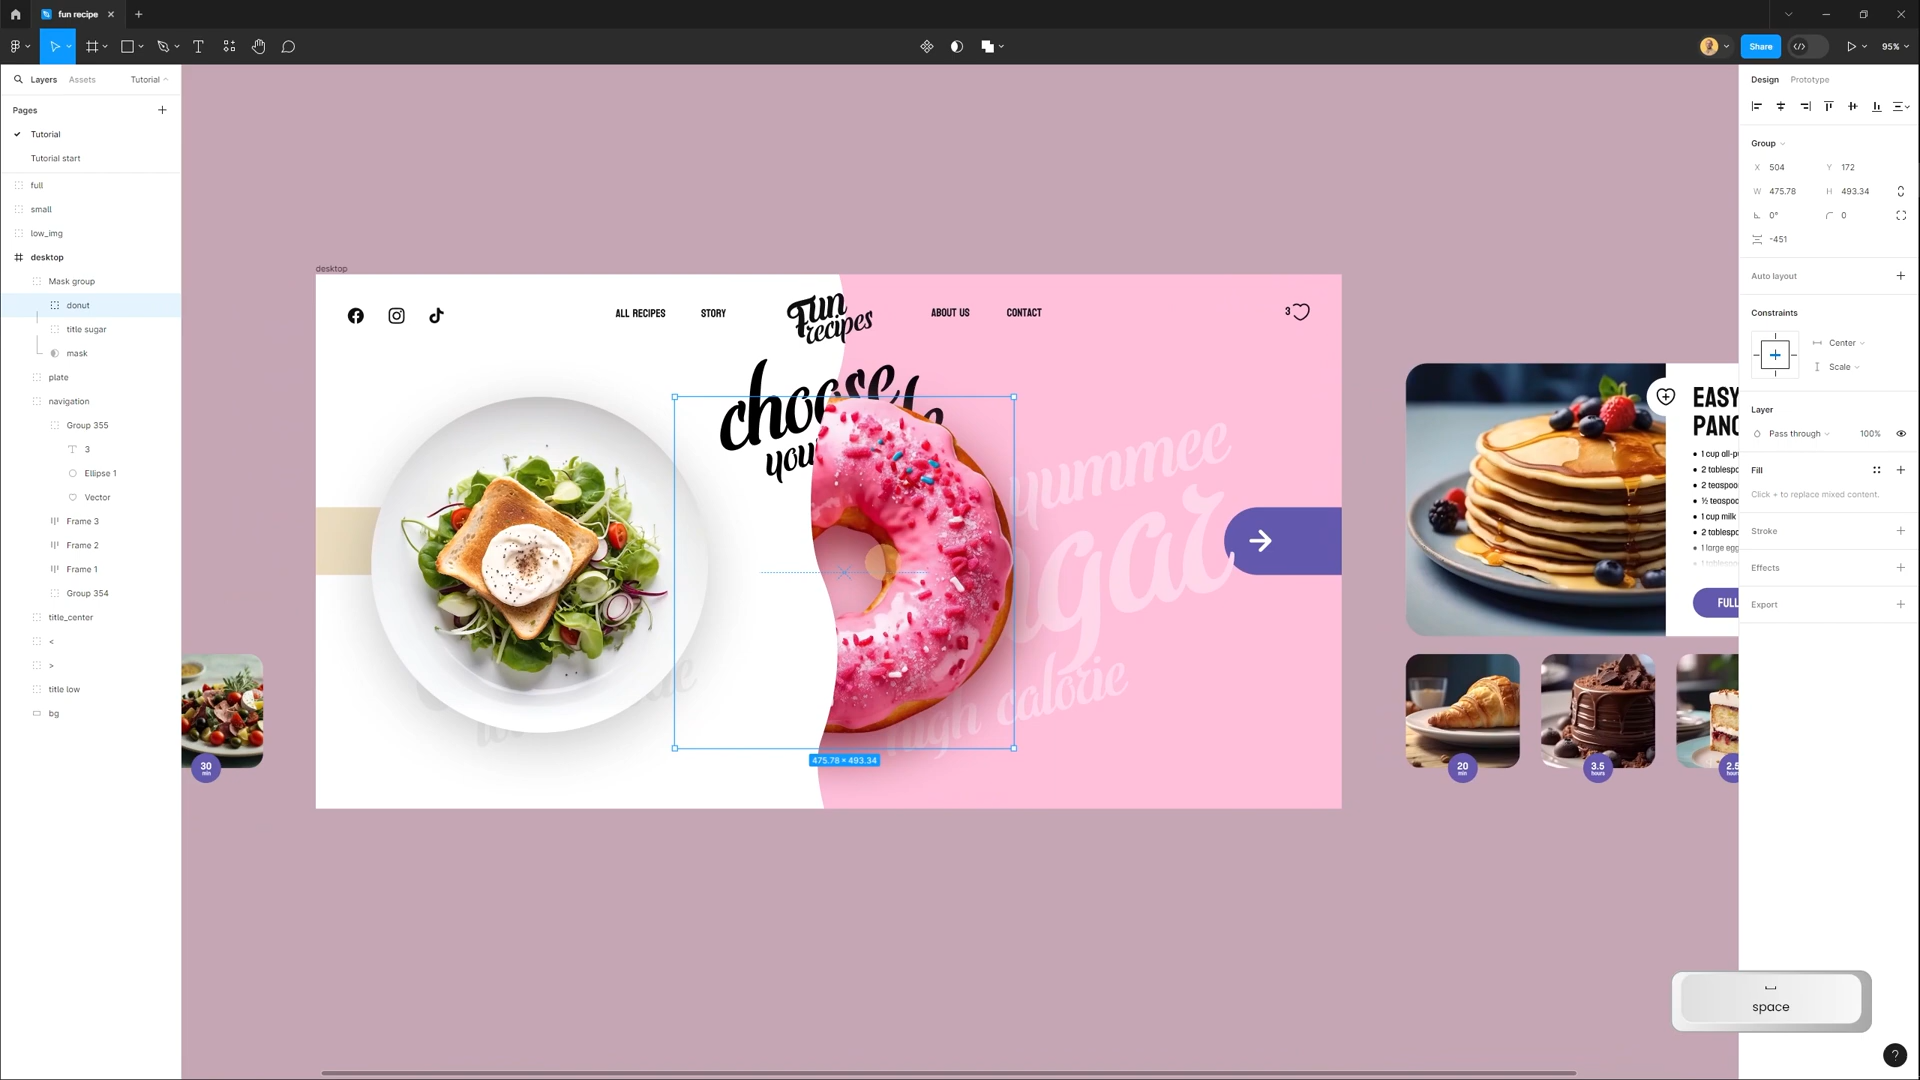 fun recipe
Share
95%
Layers
Assets
Tutorial
Pages
Tutorial
Tutorial start
full
small
low_img
desktop
Mask group
donut
title sugar
mask
plate
navigation
Group 355
3
Ellipse 1
Vector
Frame 3
Frame 2
Frame 1
Group 354
title_center
<
>
title low
bg
desktop
ALL RECIPES
STORY
Fun
recipes
ABOUT US
CONTACT
3
choose
you
yummee
gar
high calorie
475.78 × 493.34
30
min
EASY
PANC
1 cup all-pu
2 tablespo
2 teaspoo
½ teaspoo
1 cup milk
2 tablespo
1 large egg
1 tablespo
FULL
20
min
3.5
hours
2.5
hours
Design
Prototype
Group
X 504
Y 172
W 475.78
H 493.34
0°
0
-451
Auto layout
Constraints
Center
Scale
Layer
Pass through
100%
Fill
Click + to replace mixed content.
Stroke
Effects
Export
space
?